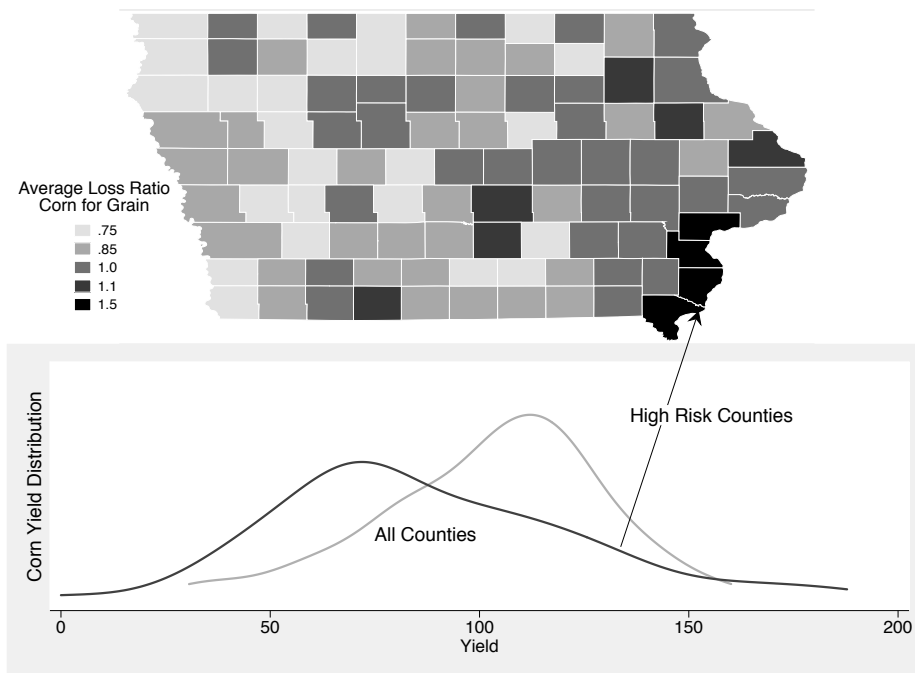 Average Loss Ratio
Corn for Grain
.75
.85
1.0
1.1
1.5
High Risk Counties
All Counties
Corn Yield Distribution
0 50 100 150 200
Yield